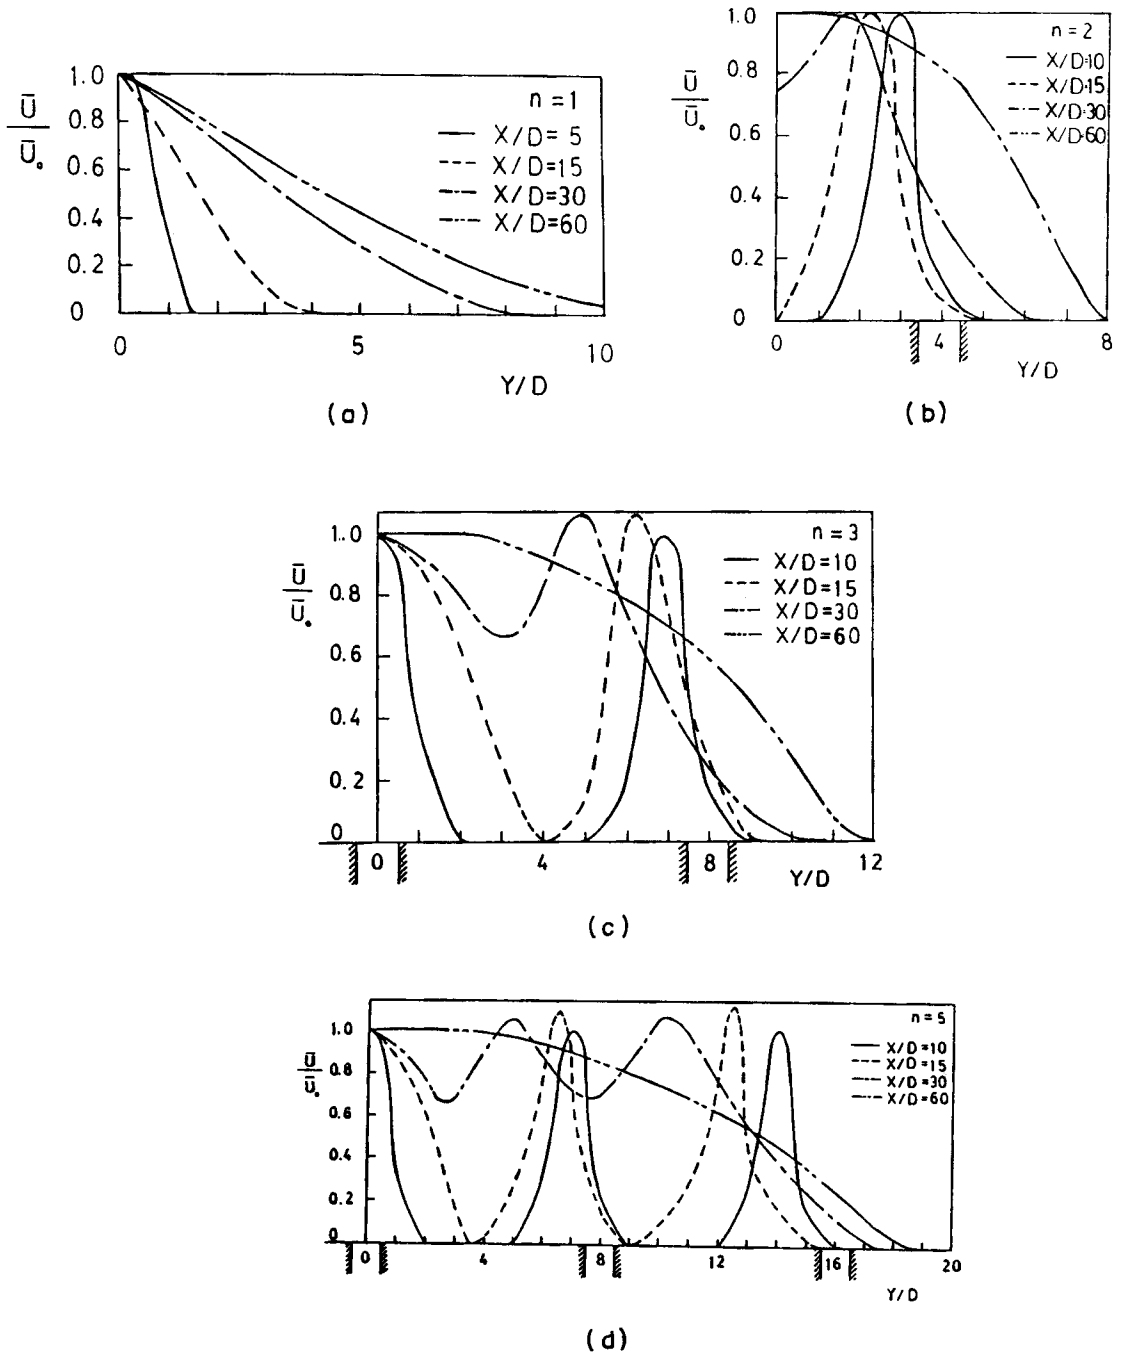 Ū
Ū₀
1.0
0.8
0.6
0.4
0.2
0
n = 1
X/D = 5
X/D=15
X/D=30
X/D=60
0
5
10
Y/D
(a)
Ū
Ū₀
1.0
0.8
0.6
0.4
0.2
0
n = 2
X/D=10
X/D=15
X/D=30
X/D=60
0
4
8
Y/D
(b)
Ū
Ū₀
1.0
0.8
0.6
0.4
0.2
0
n = 3
X/D=10
X/D=15
X/D=30
X/D=60
0
4
8
12
Y/D
(c)
Ū
Ū₀
1.0
0.8
0.6
0.4
0.2
0
n = 5
X/D=10
X/D=15
X/D=30
X/D=60
0
4
8
12
16
20
Y/D
(d)